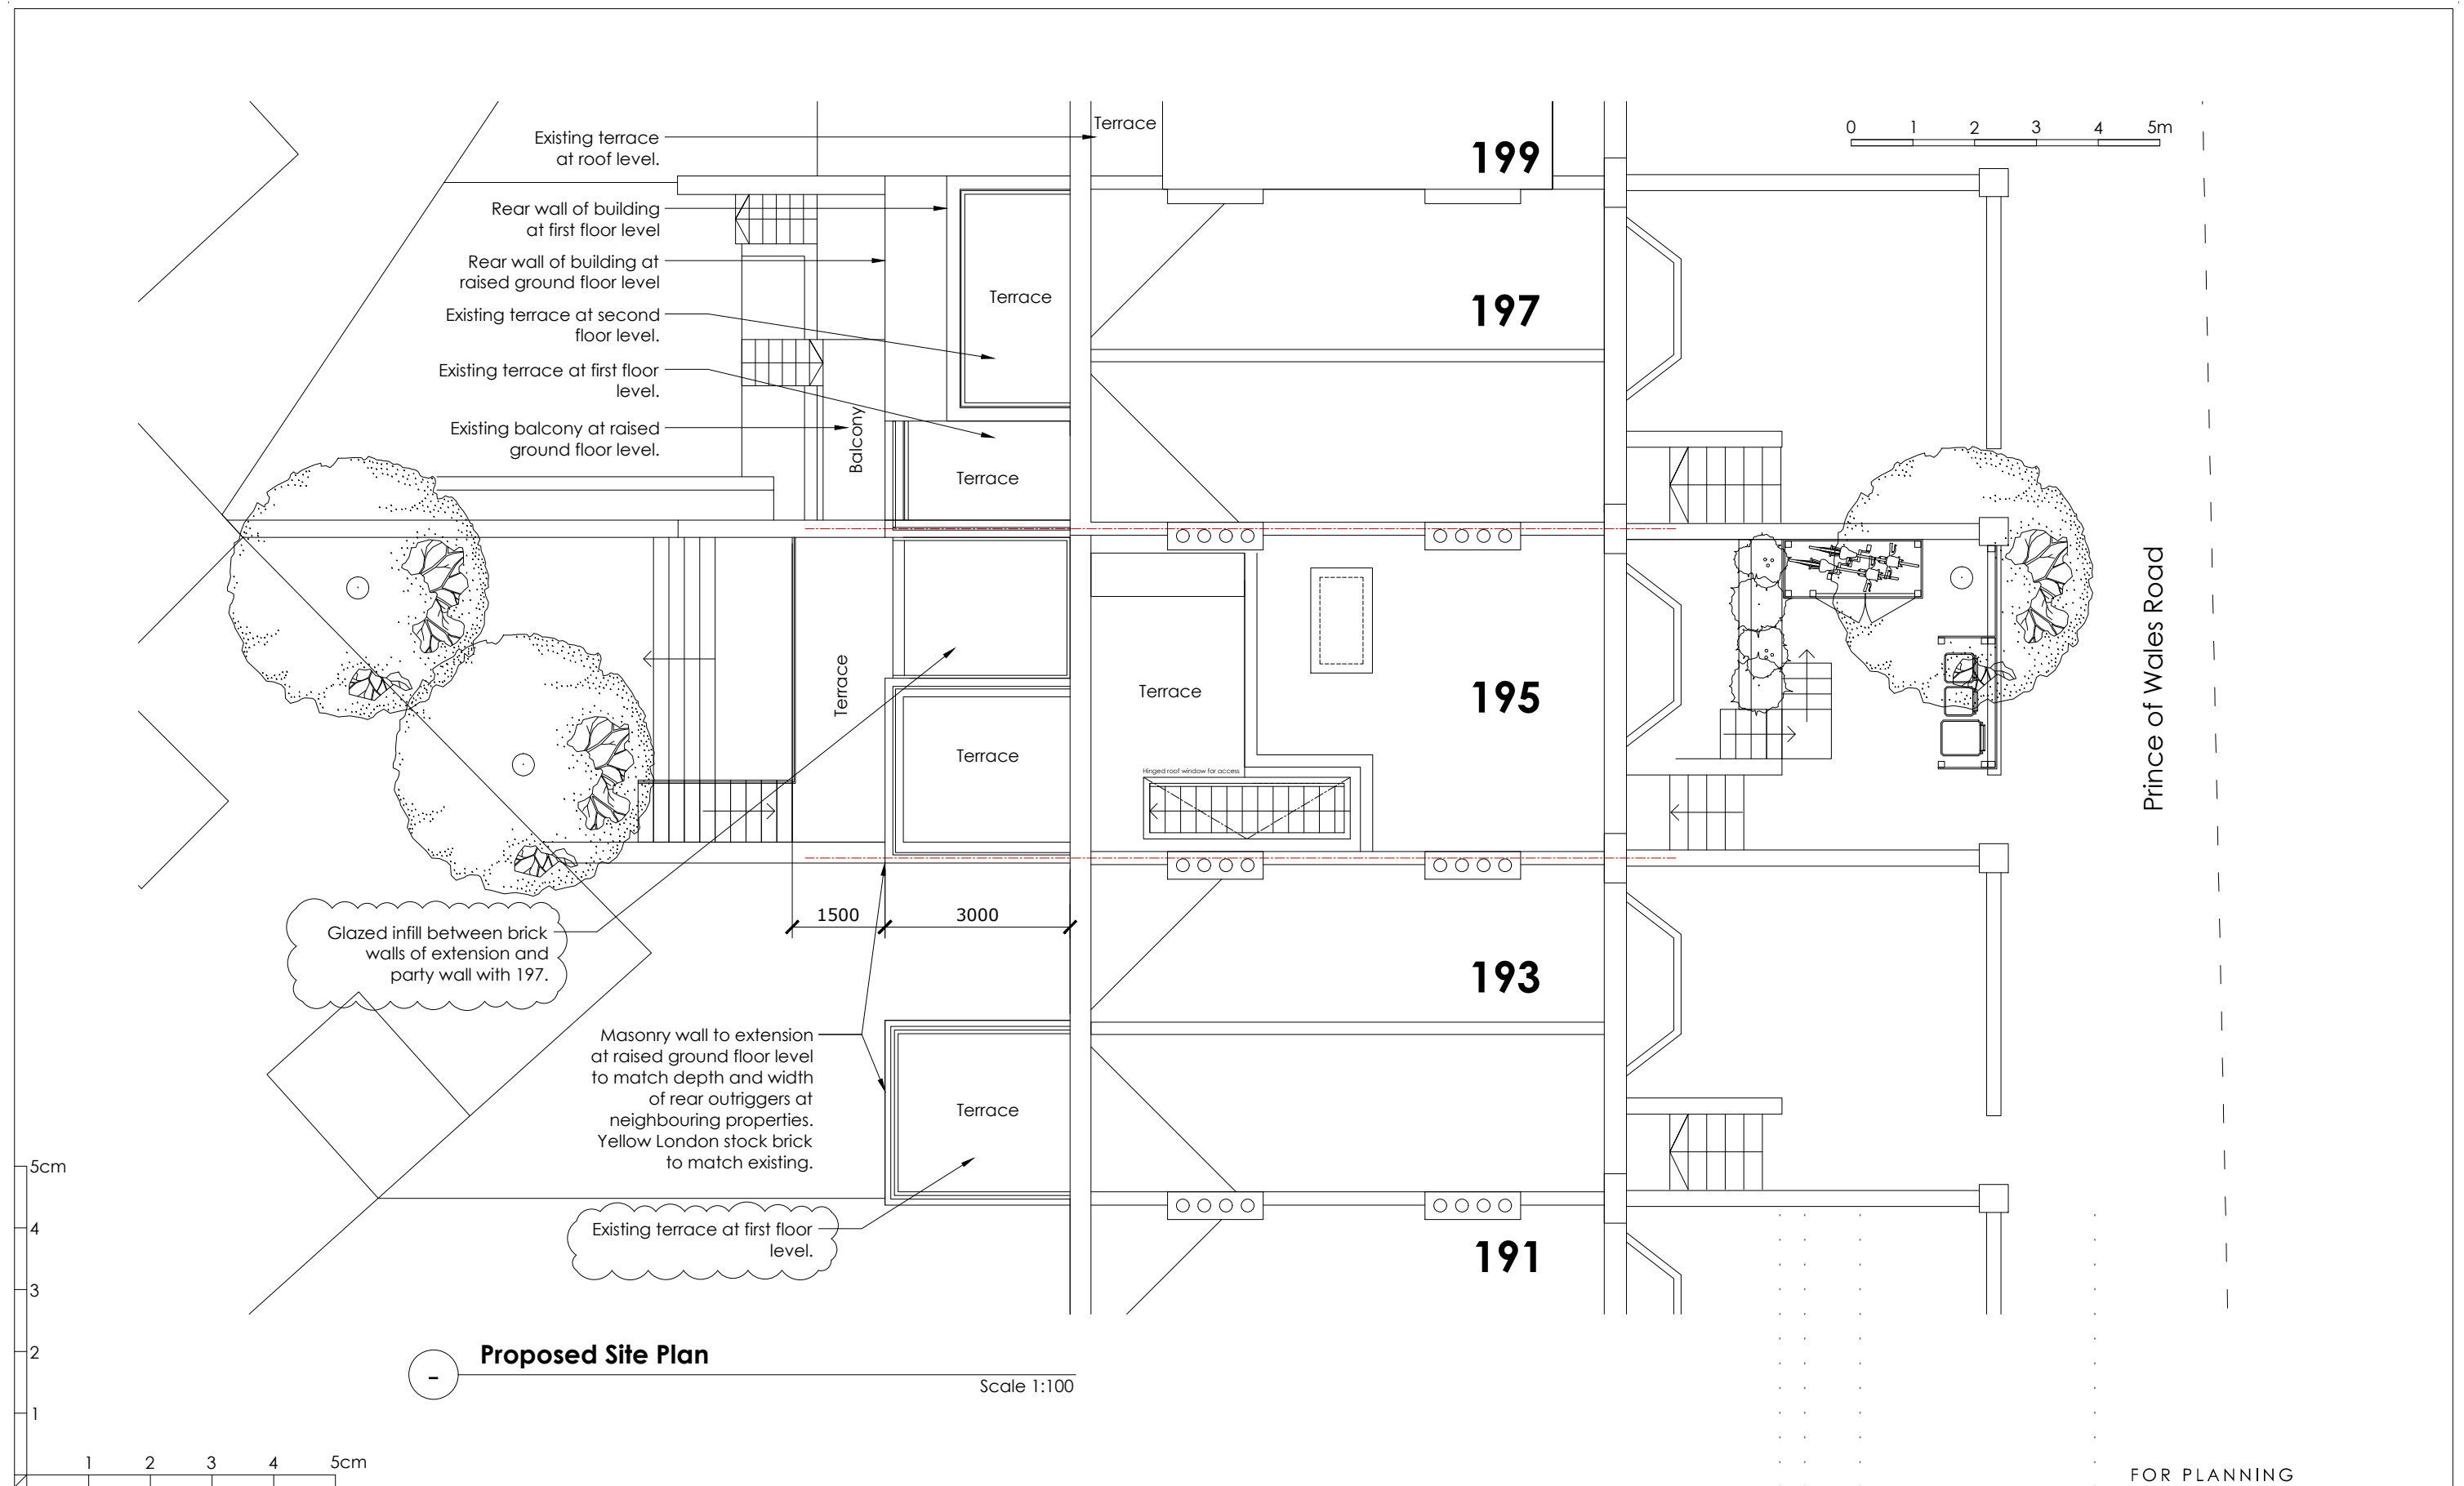 Existing terrace
at roof level.
Terrace
199
0 1 2 3 4 5m
Rear wall of building
at first floor level
Rear wall of building at
raised ground floor level
Terrace
197
Existing terrace at second
floor level.
Existing terrace at first floor
level.
Existing balcony at raised
ground floor level.
Balcony
Terrace
Terrace
Terrace
Terrace
195
Hinged roof window for access
Prince of Wales Road
1500
3000
Glazed infill between brick
walls of extension and
party wall with 197.
193
Masonry wall to extension
at raised ground floor level
to match depth and width
of rear outriggers at
neighbouring properties.
Yellow London stock brick
to match existing.
Terrace
Existing terrace at first floor
level.
191
5cm
4
3
2
1
Proposed Site Plan
-
Scale 1:100
1 2 3 4 5cm
FOR PLANNING